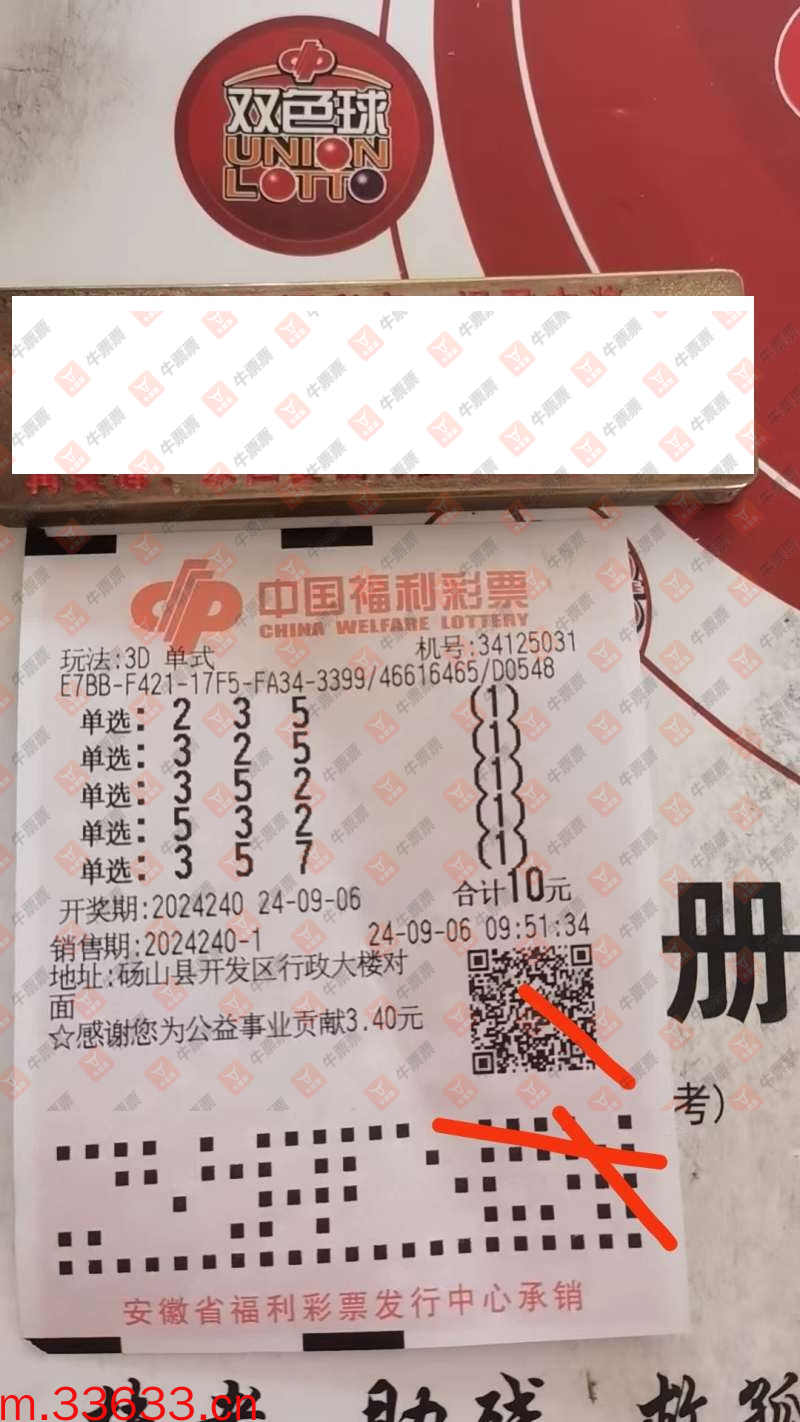 双色球
UNION
LOTTO
中国福利彩票
CHINA WELFARE LOTTERY
玩法:3D 单式 机号:34125031
E7BB-F421-17F5-FA34-3399/46616465/D0548
单选: 2 3 5 (1)
单选: 3 2 5 (1)
单选: 3 5 2 (1)
单选: 5 3 2 (1)
单选: 3 5 7 (1)
合计10元
开奖期:2024240 24-09-06
销售期:2024240-1 24-09-06 09:51:34
地址:砀山县开发区行政大楼对
面
☆感谢您为公益事业贡献3.40元
册
考)
安徽省福利彩票发行中心承销
m.33633.cn
牛票票